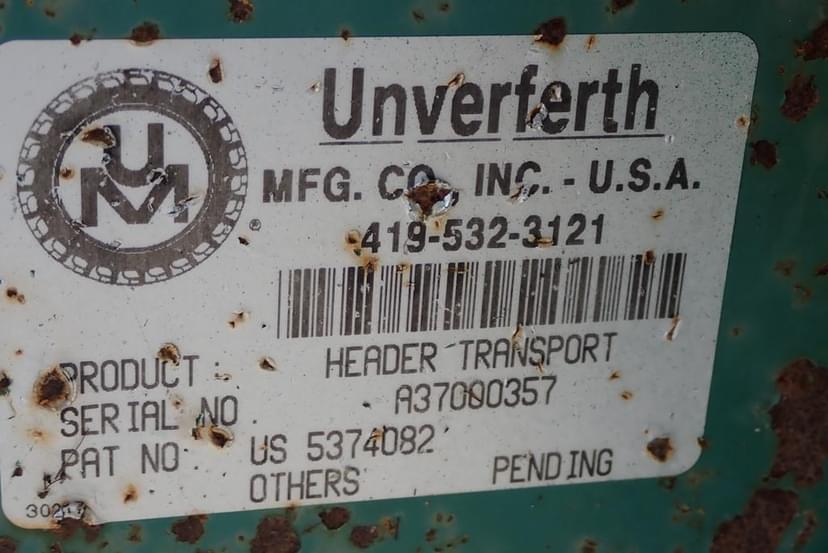 UM
®
Unverferth
MFG. CO. INC. - U.S.A.
419-532-3121
PRODUCT : HEADER TRANSPORT
SERIAL NO. A37000357
PAT NO. US 5374082
OTHERS PENDING